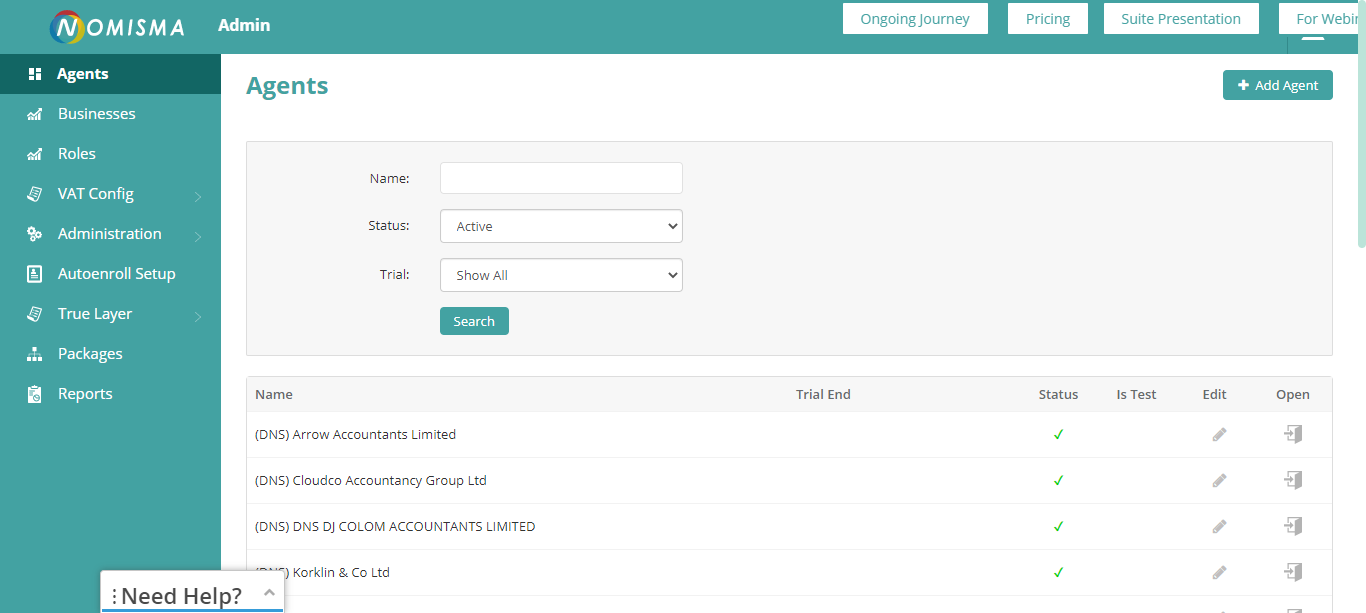 NOMISMA
Admin
Ongoing Journey
Pricing
Suite Presentation
For Webin
Agents
Businesses
Roles
VAT Config
Administration
Autoenroll Setup
True Layer
Packages
Reports
Agents
Add Agent
Name:
Status:
Active
Trial:
Show All
Search
Name Trial End Status Is Test Edit Open
(DNS) Arrow Accountants Limited
(DNS) Cloudco Accountancy Group Ltd
(DNS) DNS DJ COLOM ACCOUNTANTS LIMITED
(DNS) Korklin & Co Ltd
Need Help?